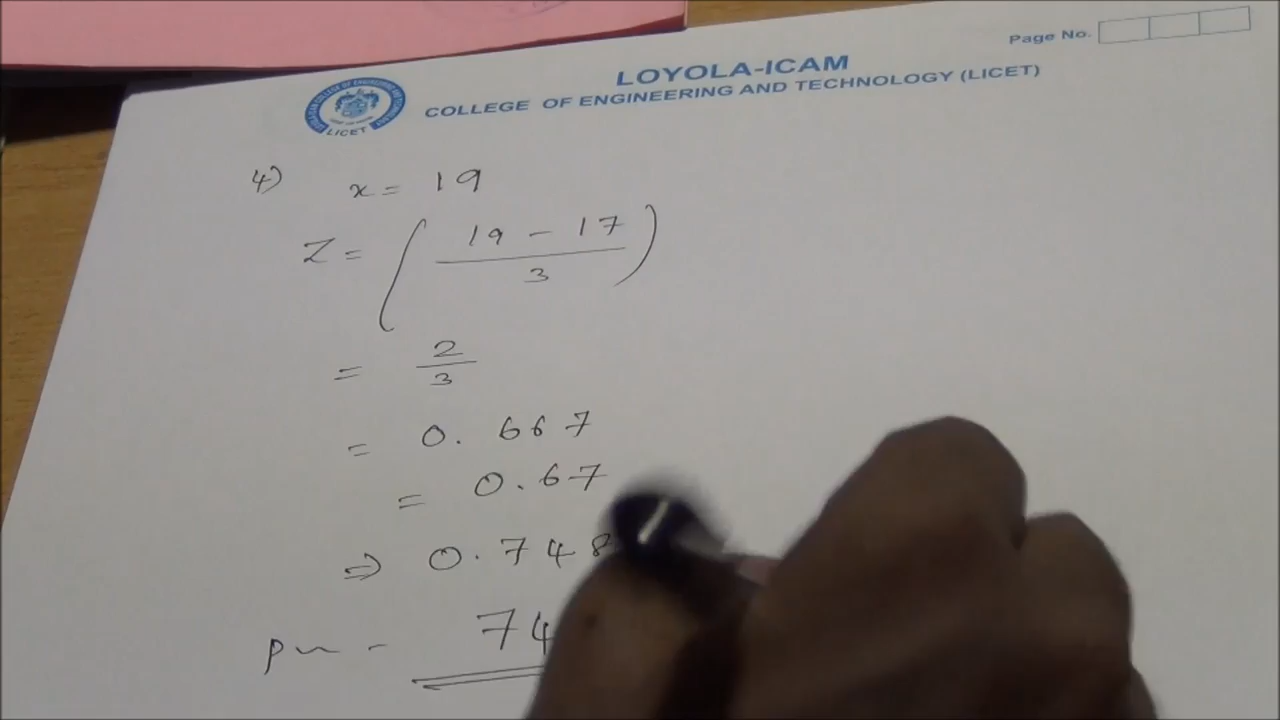 Page No.
LOYOLA-ICAM
COLLEGE OF ENGINEERING AND TECHNOLOGY (LICET)
LICET
4) x = 19
Z = ( 19 - 17 / 3 )
= 2/3
= 0.667
= 0.67
⇒ 0.748
74